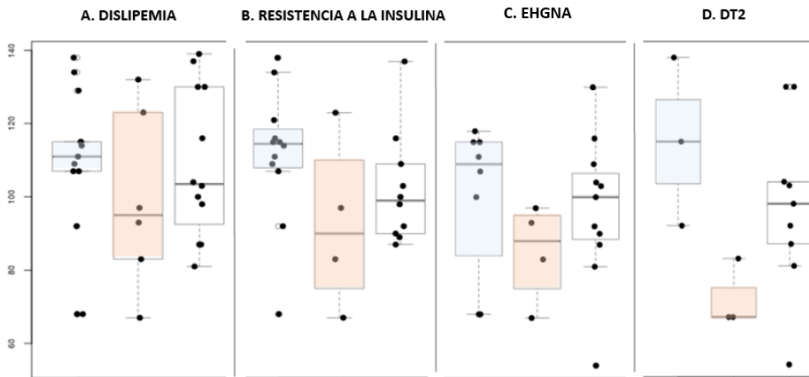 A. DISLIPEMIA
B. RESISTENCIA A LA INSULINA
C. EHGNA
D. DT2
140
120
100
80
60